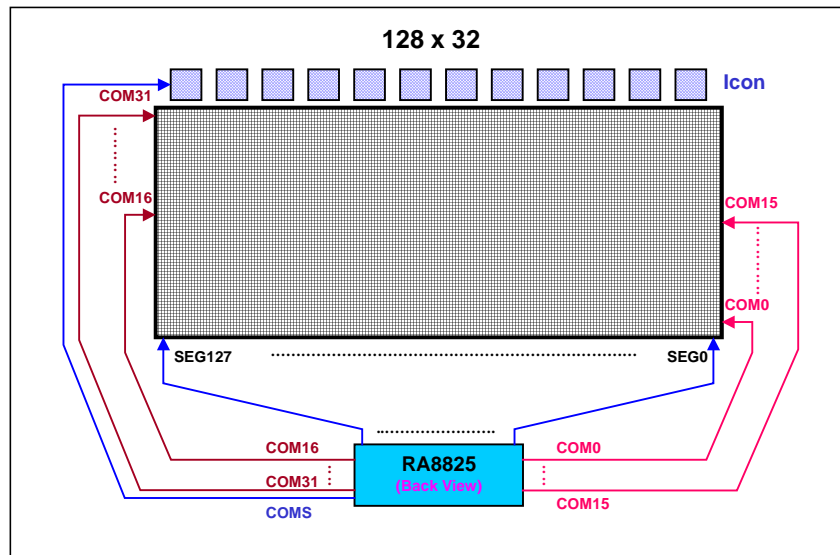 128 x 32
Icon
COM31
COM16
COM15
COM0
SEG127
SEG0
COM16
COM0
RA8825
(Back View)
COM31
COMS
COM15